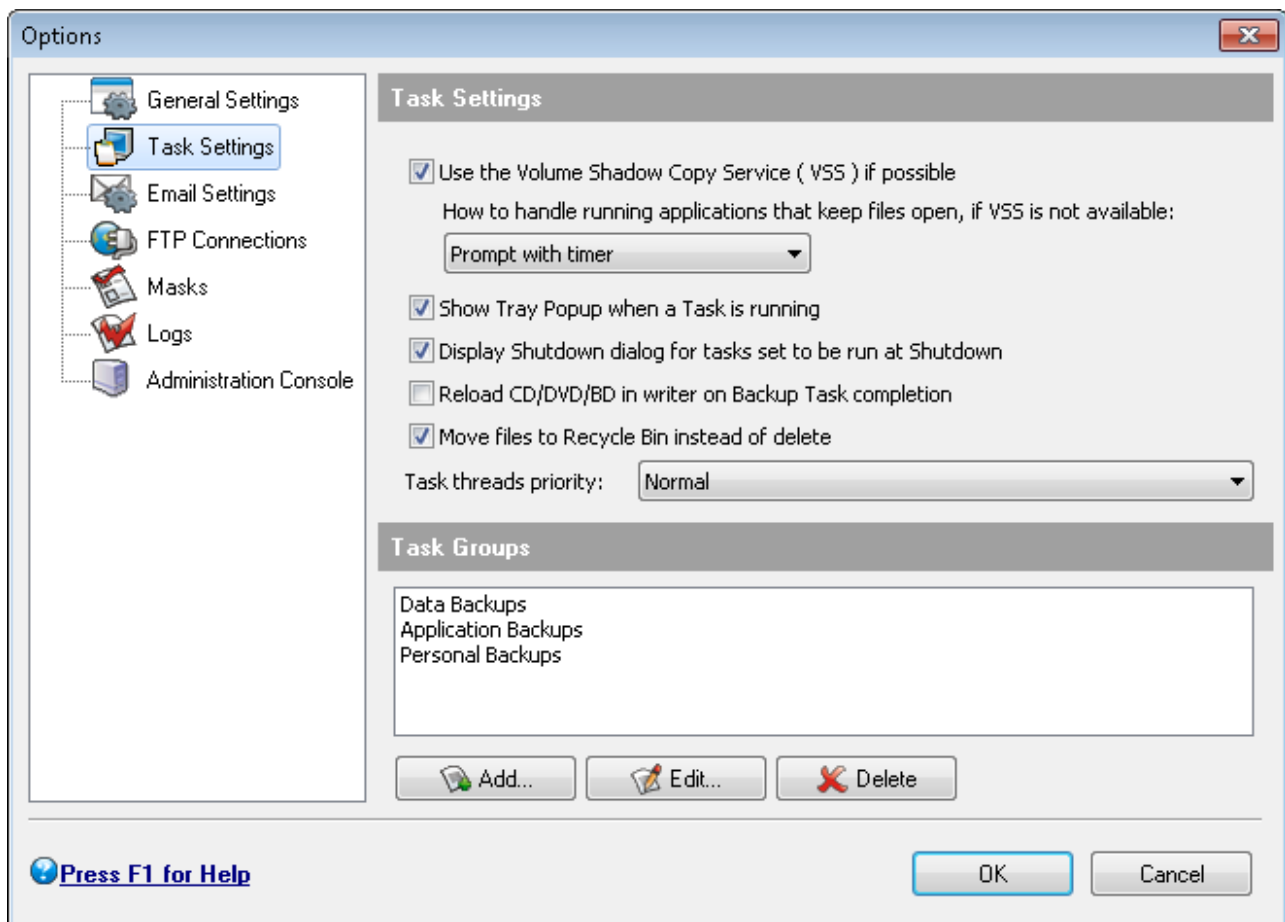 Options
General Settings
Task Settings
Email Settings
FTP Connections
Masks
Logs
Administration Console
Task Settings
Use the Volume Shadow Copy Service ( VSS ) if possible
How to handle running applications that keep files open, if VSS is not available:
Prompt with timer
Show Tray Popup when a Task is running
Display Shutdown dialog for tasks set to be run at Shutdown
Reload CD/DVD/BD in writer on Backup Task completion
Move files to Recycle Bin instead of delete
Task threads priority: Normal
Task Groups
Data Backups
Application Backups
Personal Backups
Add... Edit... Delete
Press F1 for Help OK Cancel